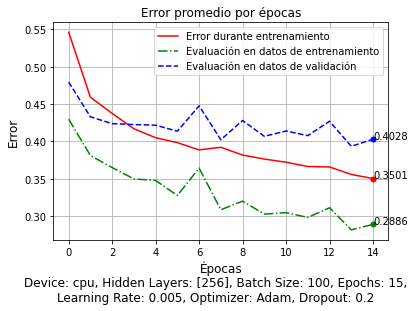 Error promedio por épocas
Error durante entrenamiento
Evaluación en datos de entrenamiento
Evaluación en datos de validación
Error
0.55
0.50
0.45
0.40
0.35
0.30
0.4028
0.3501
0.2886
0 2 4 6 8 10 12 14
Épocas
Device: cpu, Hidden Layers: [256], Batch Size: 100, Epochs: 15,
Learning Rate: 0.005, Optimizer: Adam, Dropout: 0.2